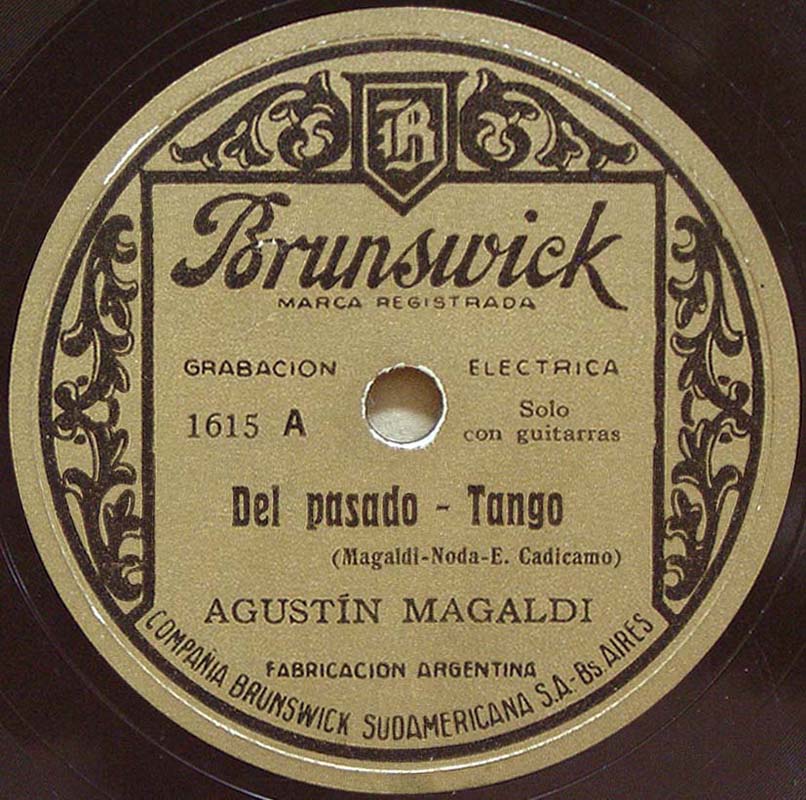 B
Brunswick
MARCA REGISTRADA
GRABACION ELECTRICA
1615 A
Solo
con guitarras
Del pasado - Tango
(Magaldi-Noda-E. Cadicamo)
AGUSTÍN MAGALDI
FABRICACION ARGENTINA
COMPAÑIA BRUNSWICK SUDAMERICANA S.A.-Bs. AIRES